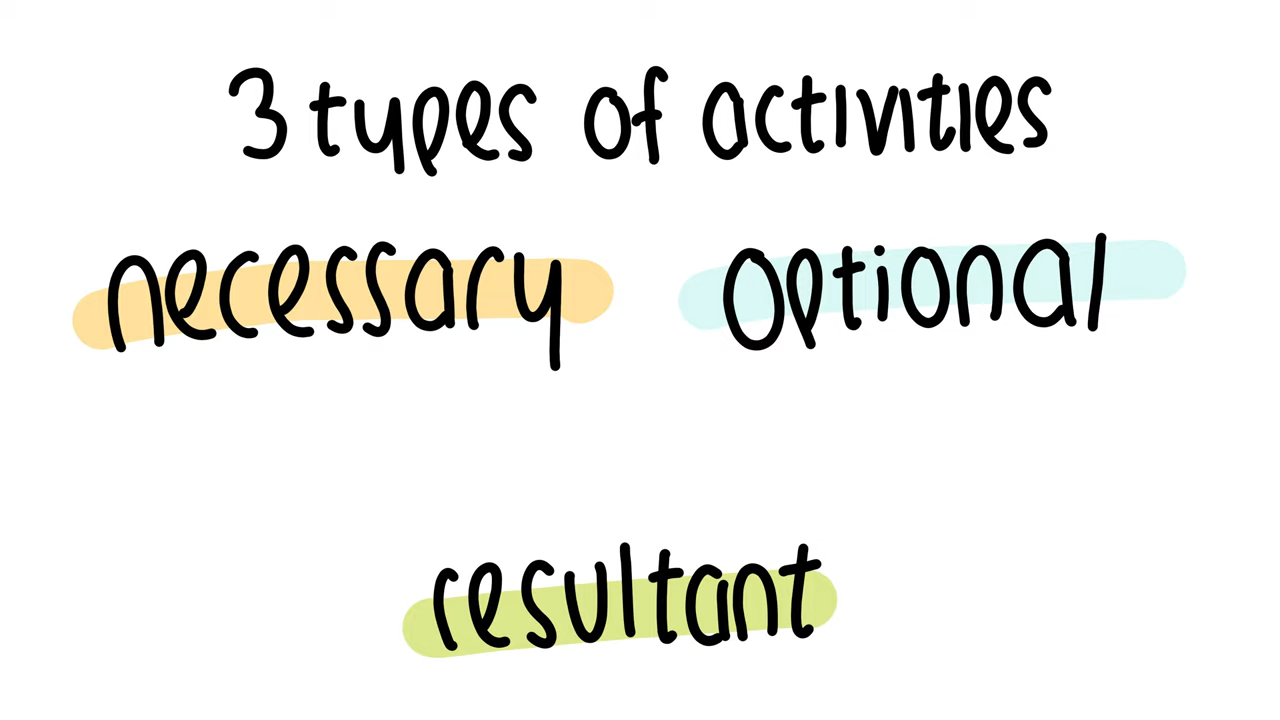 3 types of activities
necessary optional
resultant